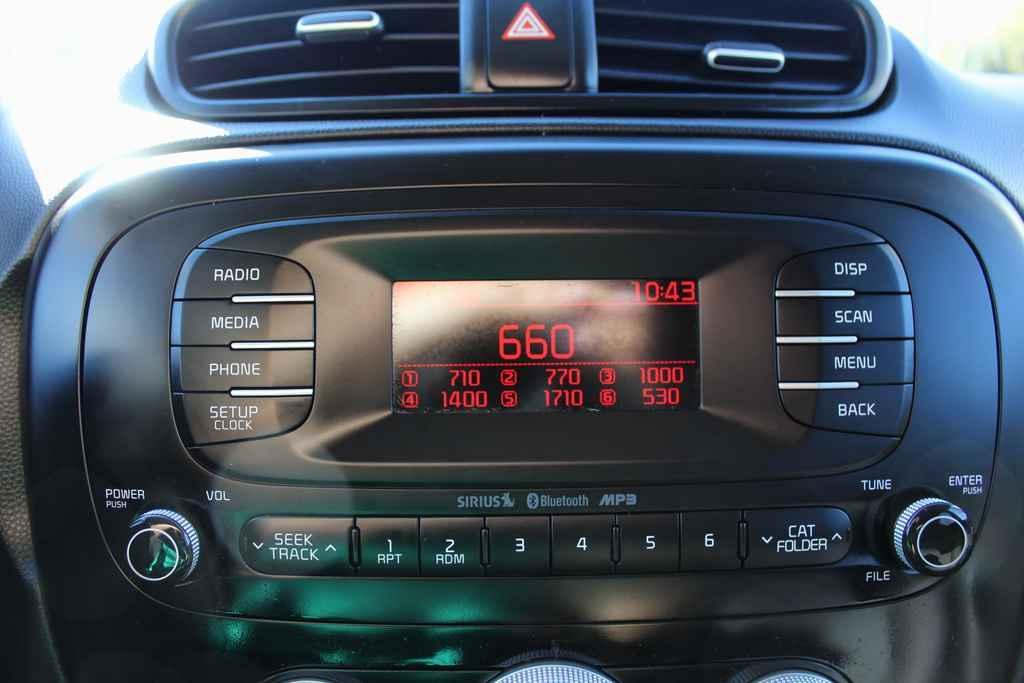 RADIO
MEDIA
PHONE
SETUP
CLOCK
10:43
660
1 710 2 770 3 1000
4 1400 5 1710 6 530
DISP
SCAN
MENU
BACK
POWER
PUSH
VOL
SIRIUS Bluetooth MP3
TUNE
ENTER
PUSH
SEEK
TRACK
1
RPT
2
RDM
3
4
5
6
CAT
FOLDER
FILE